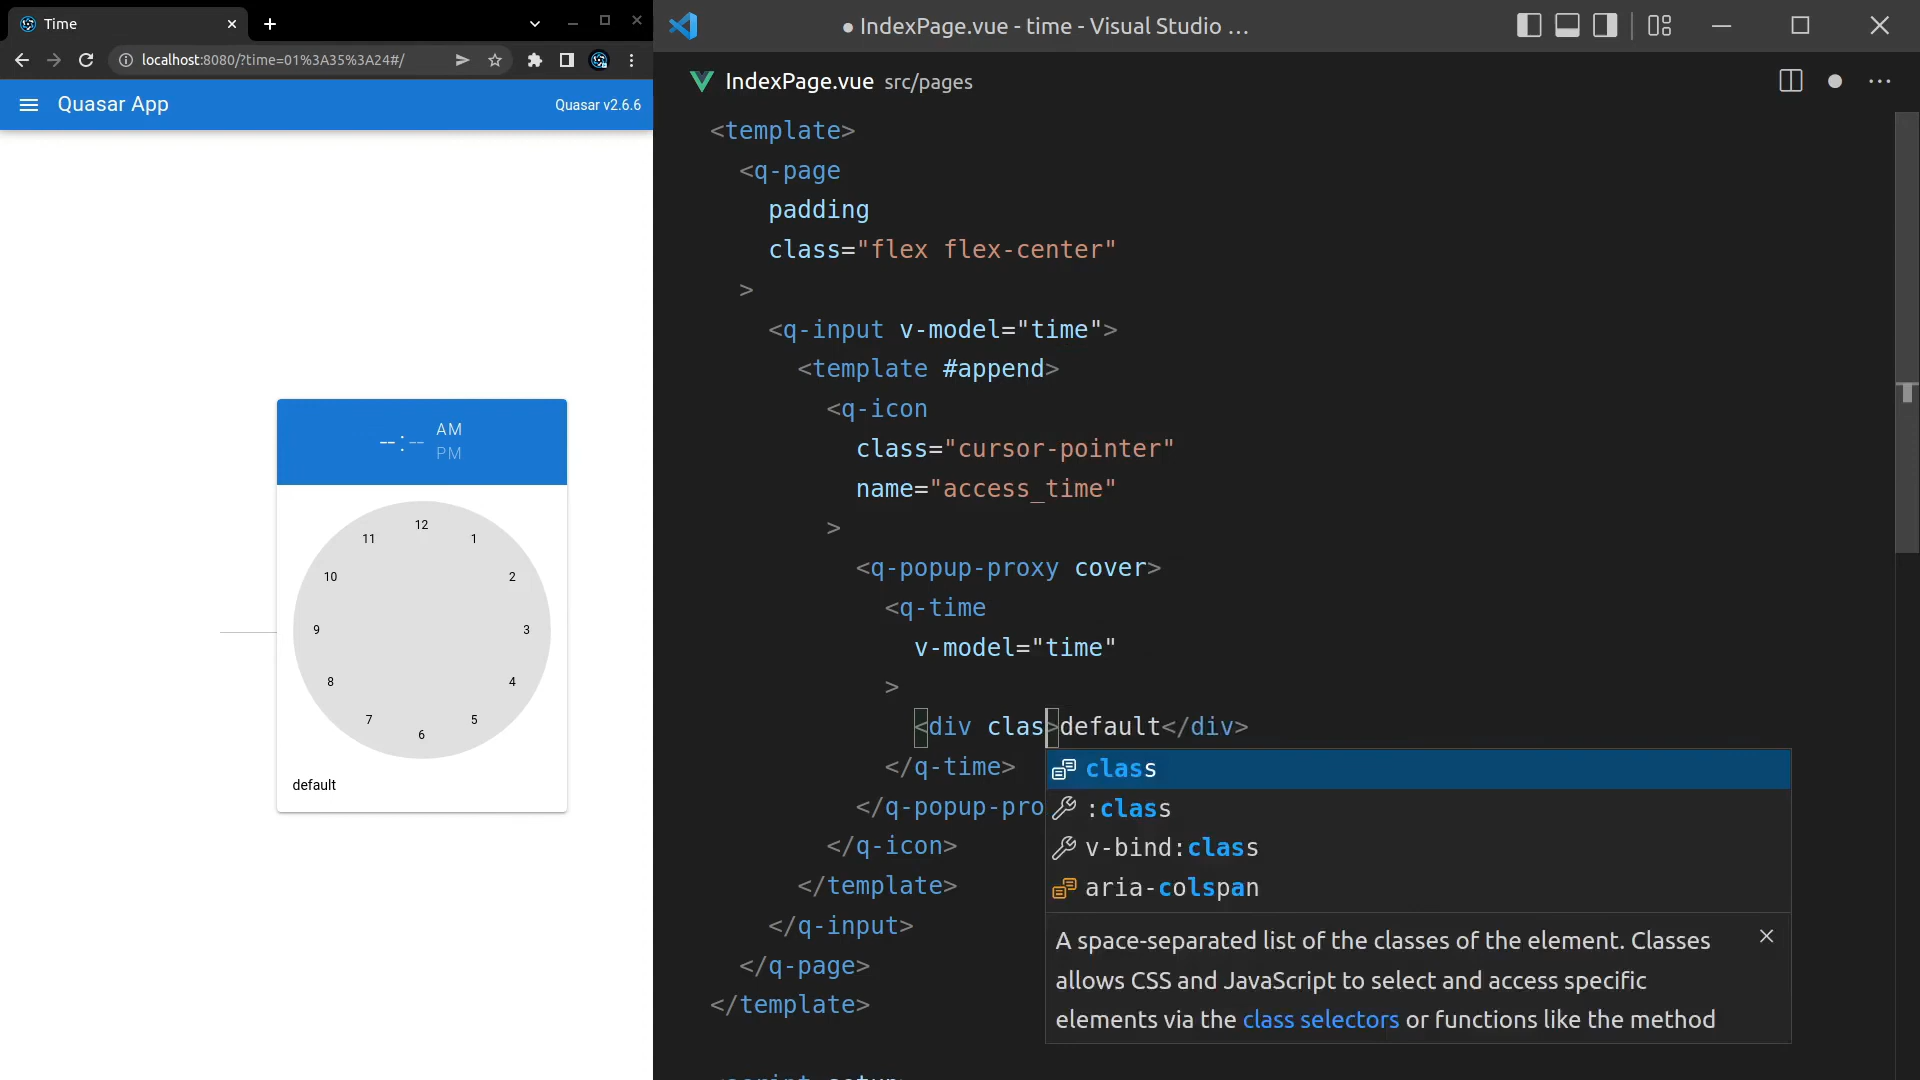 Time
localhost:8080/?time=01%3A35%3A24#/
Quasar App
Quasar v2.6.6
--:--
AM
PM
12
11
1
10
2
9
3
8
4
7
5
6
default
● IndexPage.vue - time - Visual Studio …
IndexPage.vue src/pages
<template>
<q-page
padding
class="flex flex-center"
>
<q-input v-model="time">
<template #append>
<q-icon
class="cursor-pointer"
name="access_time"
>
<q-popup-proxy cover>
<q-time
v-model="time"
>
<div clas>default</div>
</q-time>
</q-popup-pro
</q-icon>
</template>
</q-input>
</q-page>
</template>
class
:class
v-bind:class
aria-colspan
A space-separated list of the classes of the element. Classes
allows CSS and JavaScript to select and access specific
elements via the class selectors or functions like the method